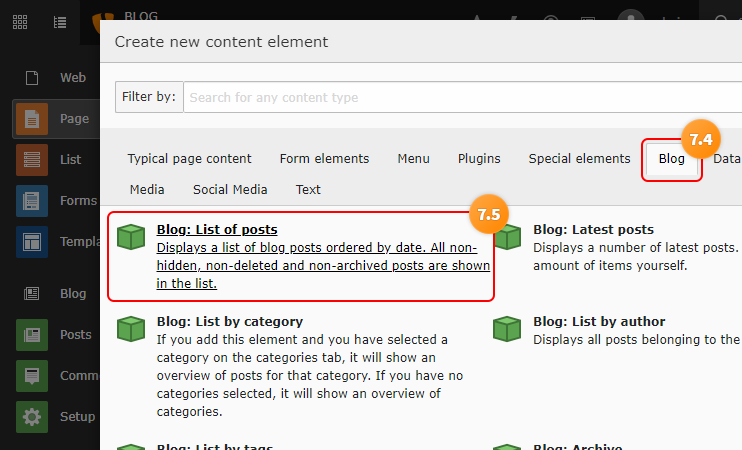 BLOG
Create new content element
Filter by: Search for any content type
Web
Page
List
Forms
Templa
Blog
Posts
Comme
Setup
7.4
Typical page content Form elements Menu Plugins Special elements Blog Data
Media Social Media Text
7.5
Blog: List of posts
Displays a list of blog posts ordered by date. All non-
hidden, non-deleted and non-archived posts are shown
in the list.
Blog: Latest posts
Displays a number of latest posts.
amount of items yourself.
Blog: List by category
If you add this element and you have selected a
category on the categories tab, it will show an
overview of posts for that category. If you have no
categories selected, it will show an overview of
categories.
Blog: List by author
Displays all posts belonging to the
Blog: List by tags
Blog: Archive